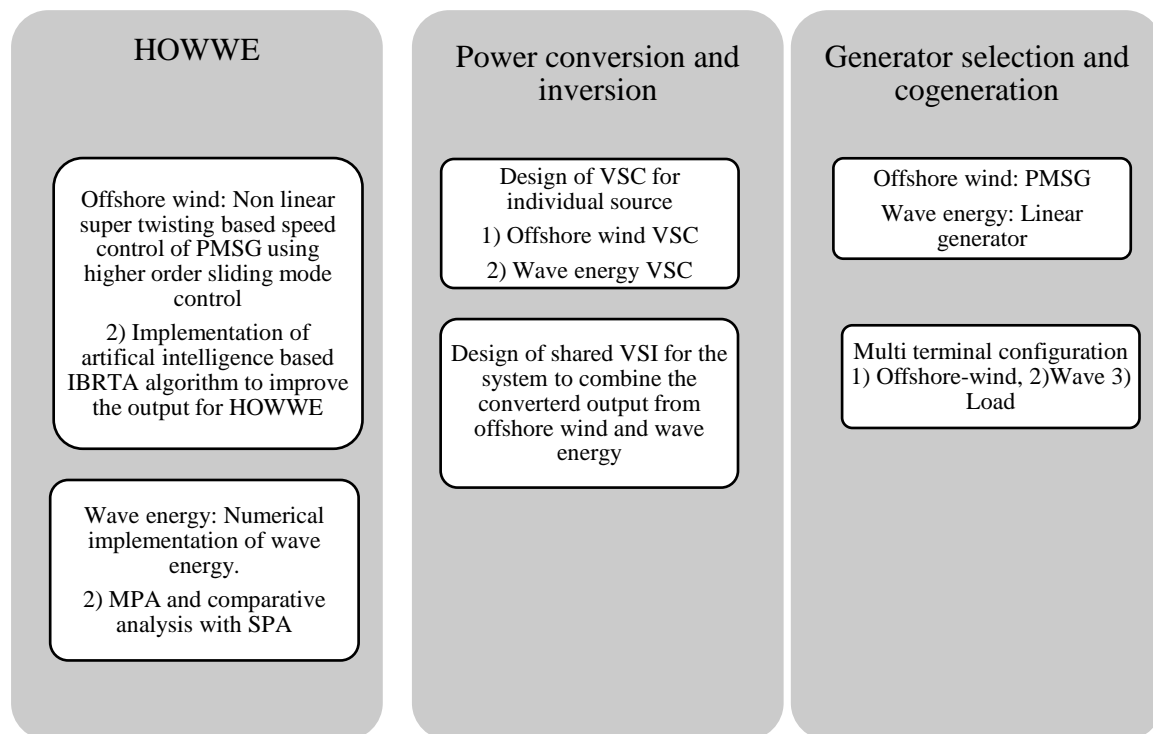 HOWWE
Offshore wind: Non linear
super twisting based speed
control of PMSG using
higher order sliding mode
control
2) Implementation of
artifical intelligence based
IBRTA algorithm to improve
the output for HOWWE
Wave energy: Numerical
implementation of wave
energy.
2) MPA and comparative
analysis with SPA
Power conversion and
inversion
Design of VSC for
individual source
1) Offshore wind VSC
2) Wave energy VSC
Design of shared VSI for the
system to combine the
converterd output from
offshore wind and wave
energy
Generator selection and
cogeneration
Offshore wind: PMSG
Wave energy: Linear
generator
Multi terminal configuration
1) Offshore-wind, 2)Wave 3)
Load